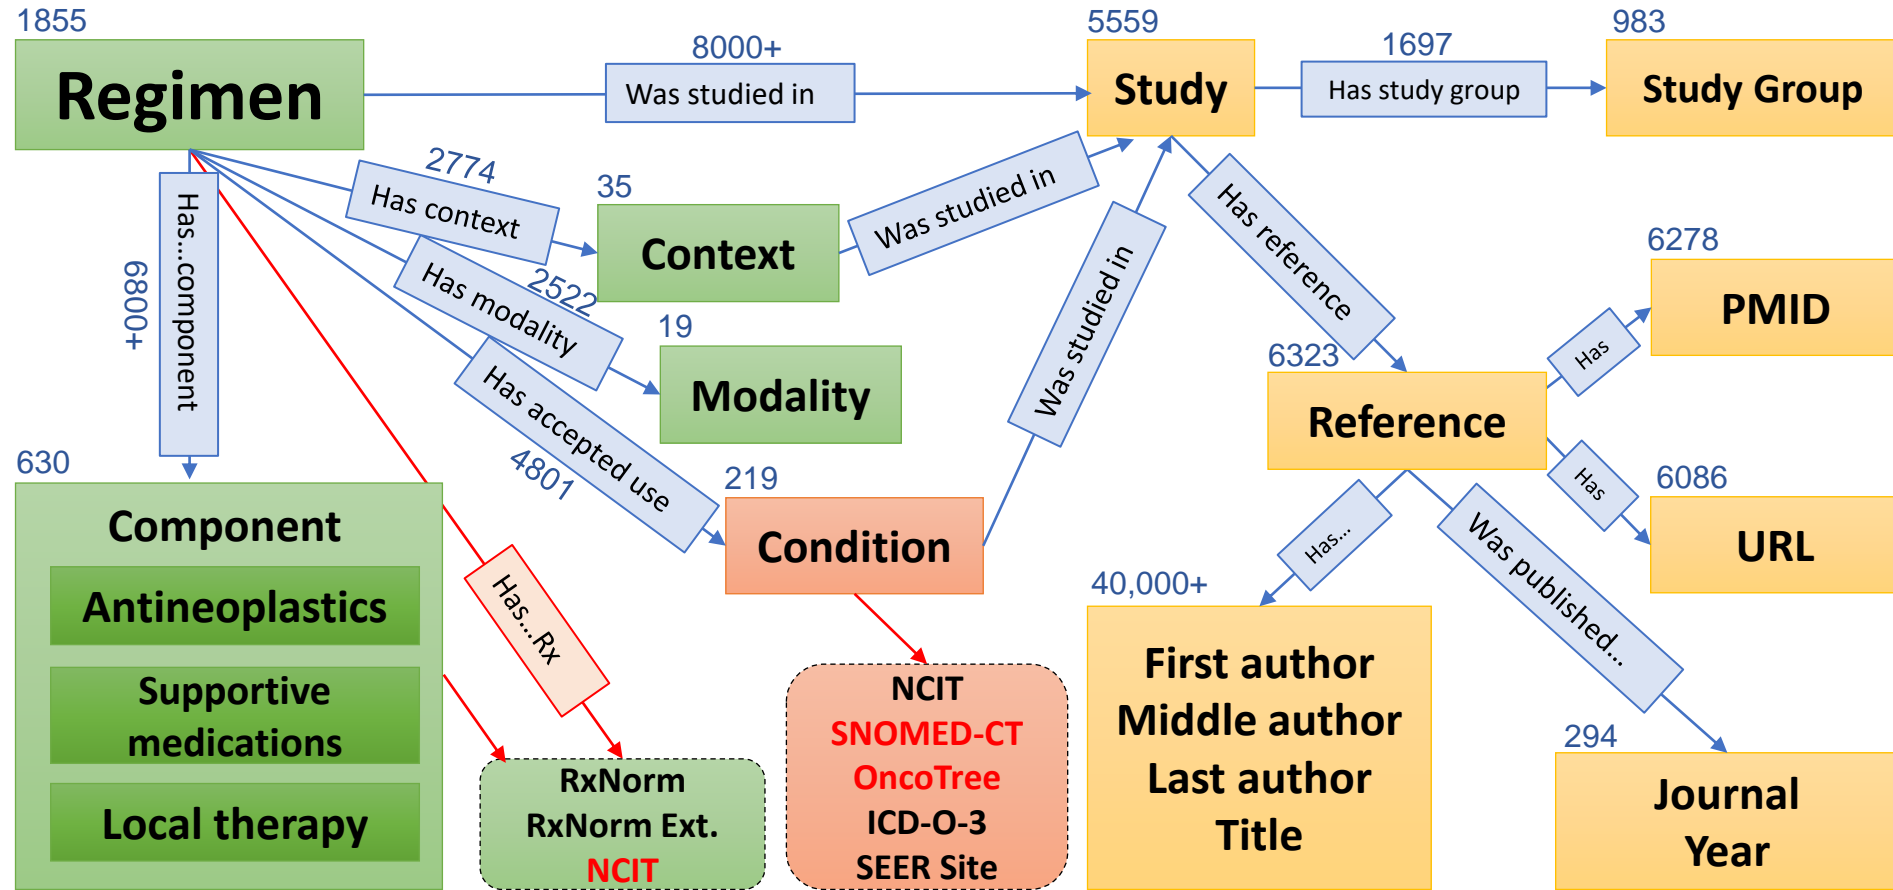 1855
Regimen
8000+
Was studied in
5559
Study
1697
Has study group
983
Study Group
Has...component
6800+
2774
Has context
35
Context
Was studied in
Has modality
2522
19
Modality
Has accepted use
4801
219
Condition
Was studied in
Has reference
6323
Reference
Has
6278
PMID
Has
6086
URL
Has...
40,000+
First author
Middle author
Last author
Title
Was published...
294
Journal
Year
630
Component
Antineoplastics
Supportive
medications
Local therapy
Has...Rx
RxNorm
RxNorm Ext.
NCIT
NCIT
SNOMED-CT
OncoTree
ICD-O-3
SEER Site